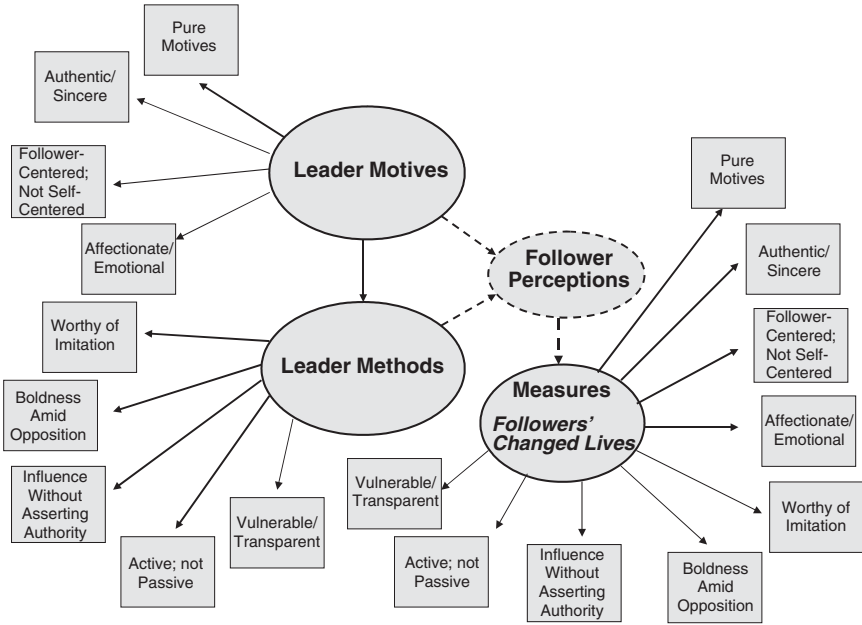 Pure
Motives
Authentic/
Sincere
Follower-
Centered;
Not Self-
Centered
Affectionate/
Emotional
Leader Motives
Worthy of
Imitation
Boldness
Amid
Opposition
Influence
Without
Asserting
Authority
Active; not
Passive
Vulnerable/
Transparent
Leader Methods
Follower
Perceptions
Measures
Followers'
Changed Lives
Pure
Motives
Authentic/
Sincere
Follower-
Centered;
Not Self-
Centered
Affectionate/
Emotional
Worthy of
Imitation
Boldness
Amid
Opposition
Influence
Without
Asserting
Authority
Active; not
Passive
Vulnerable/
Transparent